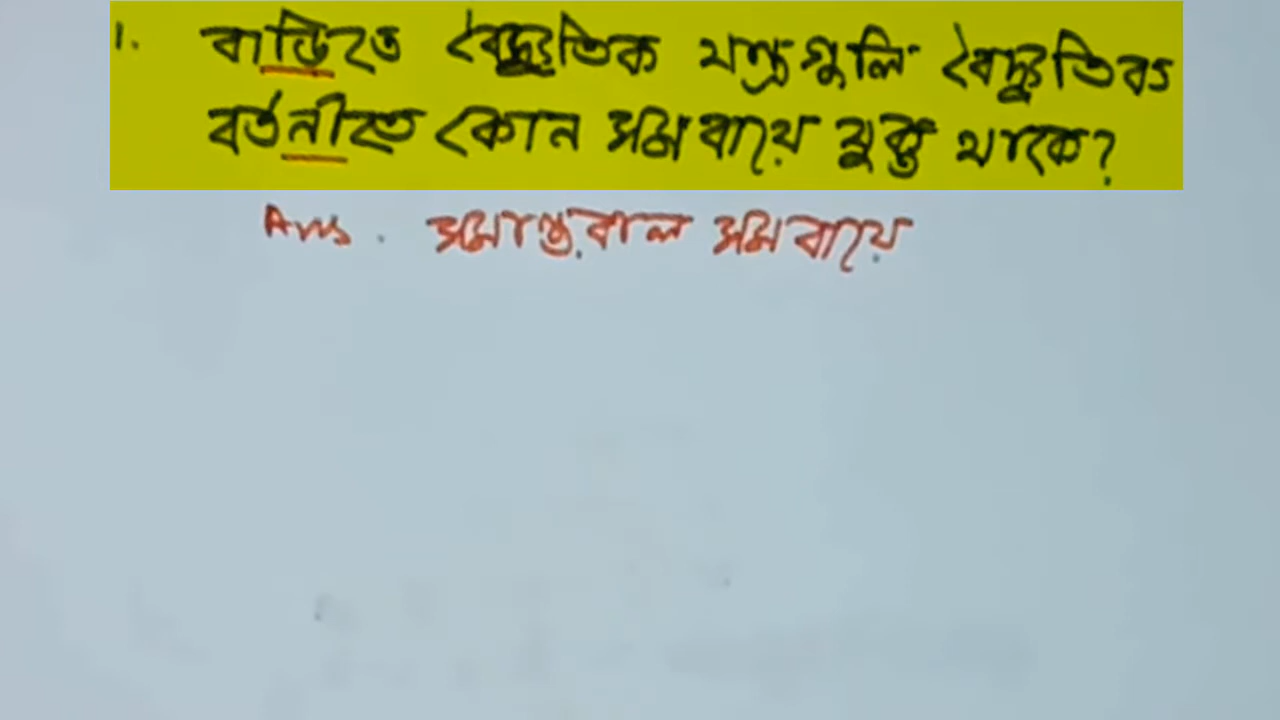 1. বাড়িতে বৈদ্যুতিক যন্ত্রগুলি বৈদ্যুতিক
বর্তনীতে কোন সমবায়ে যুক্ত থাকে?
Ans. সমান্তরাল সমবায়ে